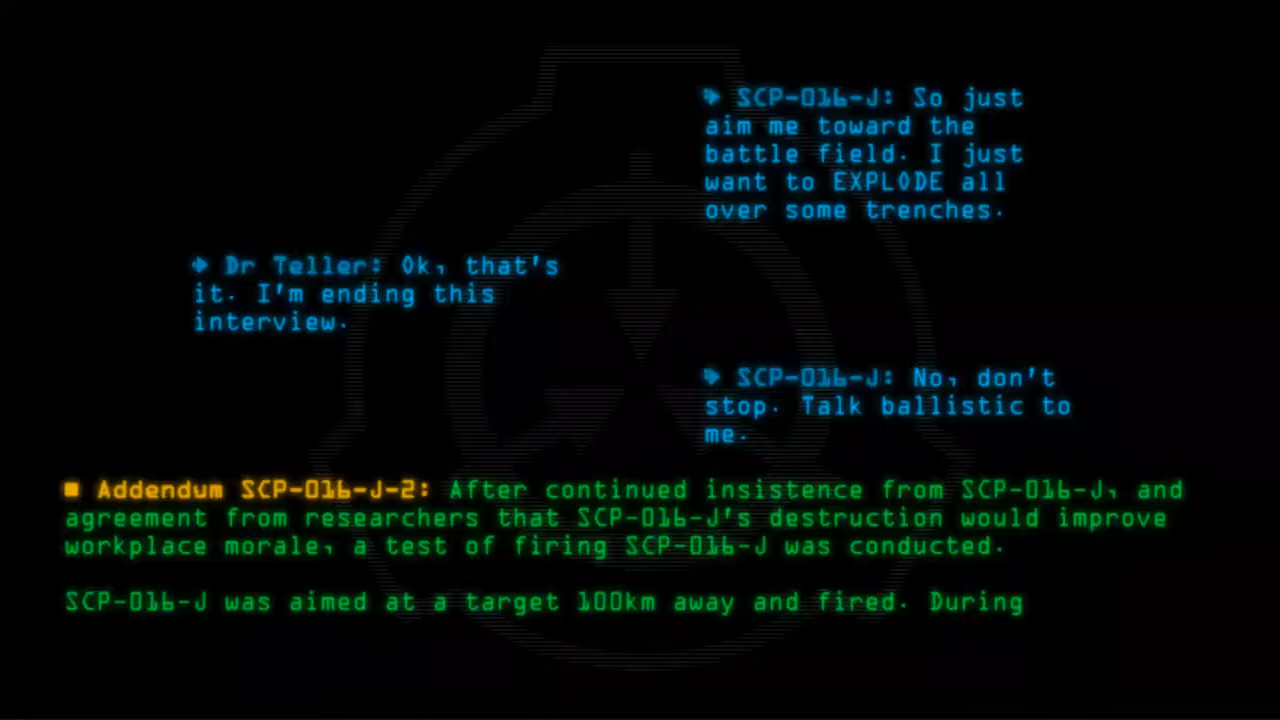 SCP-016-J: So just
aim me toward the
battle field. I just
want to EXPLODE all
over some trenches.
Dr Teller: Ok, that's
it. I'm ending this
interview.
SCP-016-J: No, don't
stop. Talk ballistic to
me.
■ Addendum SCP-016-J-2: After continued insistence from SCP-016-J, and
agreement from researchers that SCP-016-J's destruction would improve
workplace morale, a test of firing SCP-016-J was conducted.
SCP-016-J was aimed at a target 100km away and fired. During